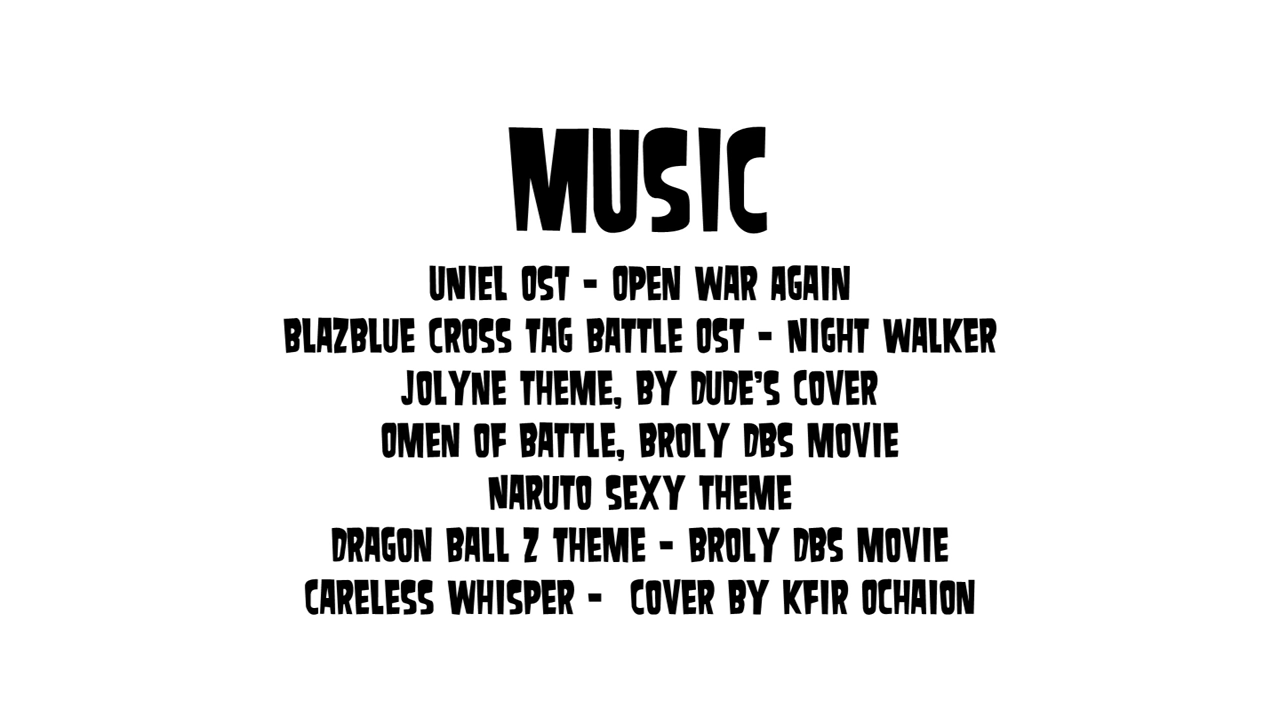 MUSIC
UNIEL OST - OPEN WAR AGAIN
BLAZBLUE CROSS TAG BATTLE OST - NIGHT WALKER
JOLYNE THEME, BY DUDE'S COVER
OMEN OF BATTLE, BROLY DBS MOVIE
NARUTO SEXY THEME
DRAGON BALL Z THEME - BROLY DBS MOVIE
CARELESS WHISPER -  COVER BY KFIR OCHAION